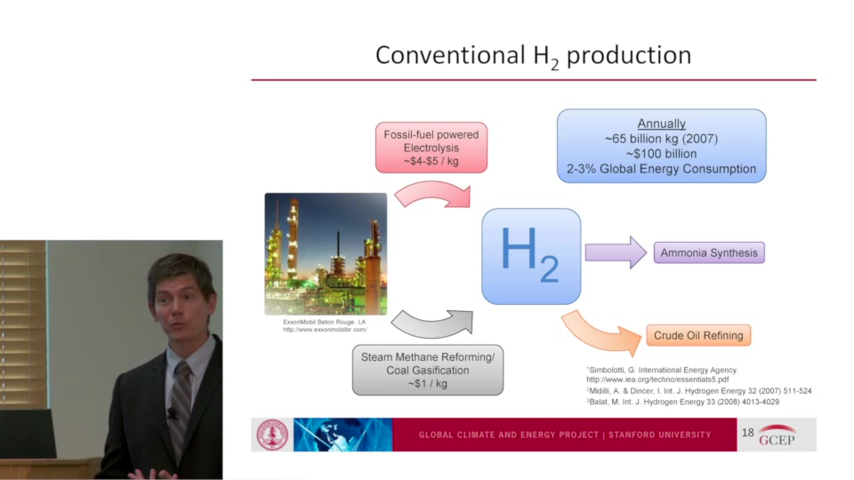 Conventional H₂ production
Fossil-fuel powered
Electrolysis
~$4-$5 / kg
Annually
~65 billion kg (2007)
~$100 billion
2-3% Global Energy Consumption
H₂
Ammonia Synthesis
ExxonMobil Baton Rouge, LA
http://www.exxonmobilbr.com/
Crude Oil Refining
Steam Methane Reforming/
Coal Gasification
~$1 / kg
¹Simbolotti, G. International Energy Agency.
http://www.iea.org/techno/essentials5.pdf
²Midilli, A. & Dincer, I. Int. J. Hydrogen Energy 32 (2007) 511-524
³Balat, M. Int. J. Hydrogen Energy 33 (2008) 4013-4029
GLOBAL CLIMATE AND ENERGY PROJECT | STANFORD UNIVERSITY
18
GCEP